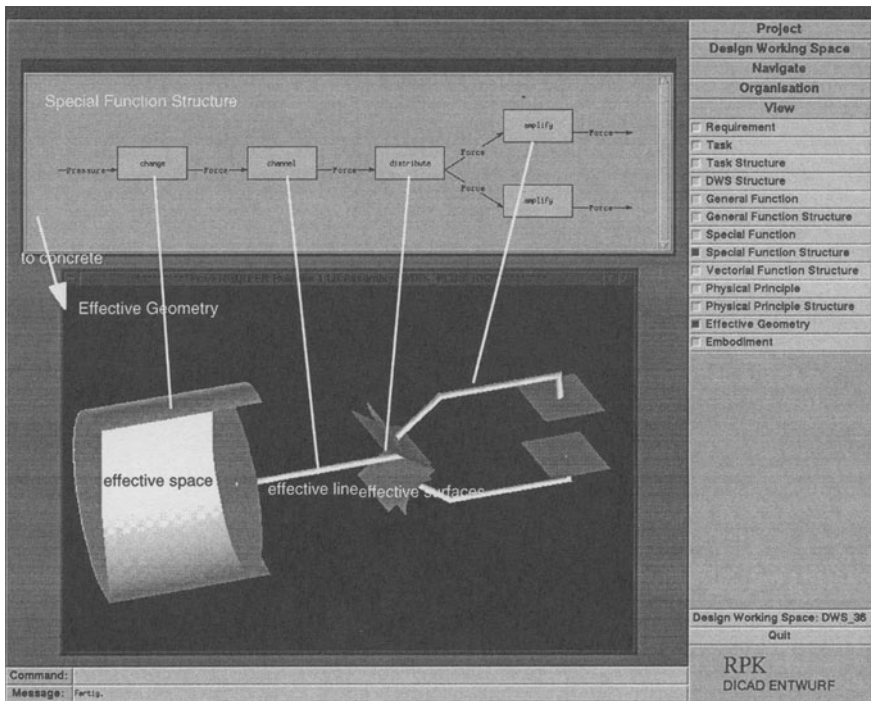 Special Function Structure
Pressure
change
Force
channel
Force
distribute
Force
amplify
Force
Force
amplify
Force
to concrete
Effective Geometry
effective space
effective line
effective surfaces
Project
Design Working Space
Navigate
Organisation
View
Requirement
Task
Task Structure
DWS Structure
General Function
General Function Structure
Special Function
Special Function Structure
Vectorial Function Structure
Physical Principle
Physical Principle Structure
Effective Geometry
Embodiment
Design Working Space: DWS_36
Quit
RPK
DICAD ENTWURF
Command:
Message: Fertig.